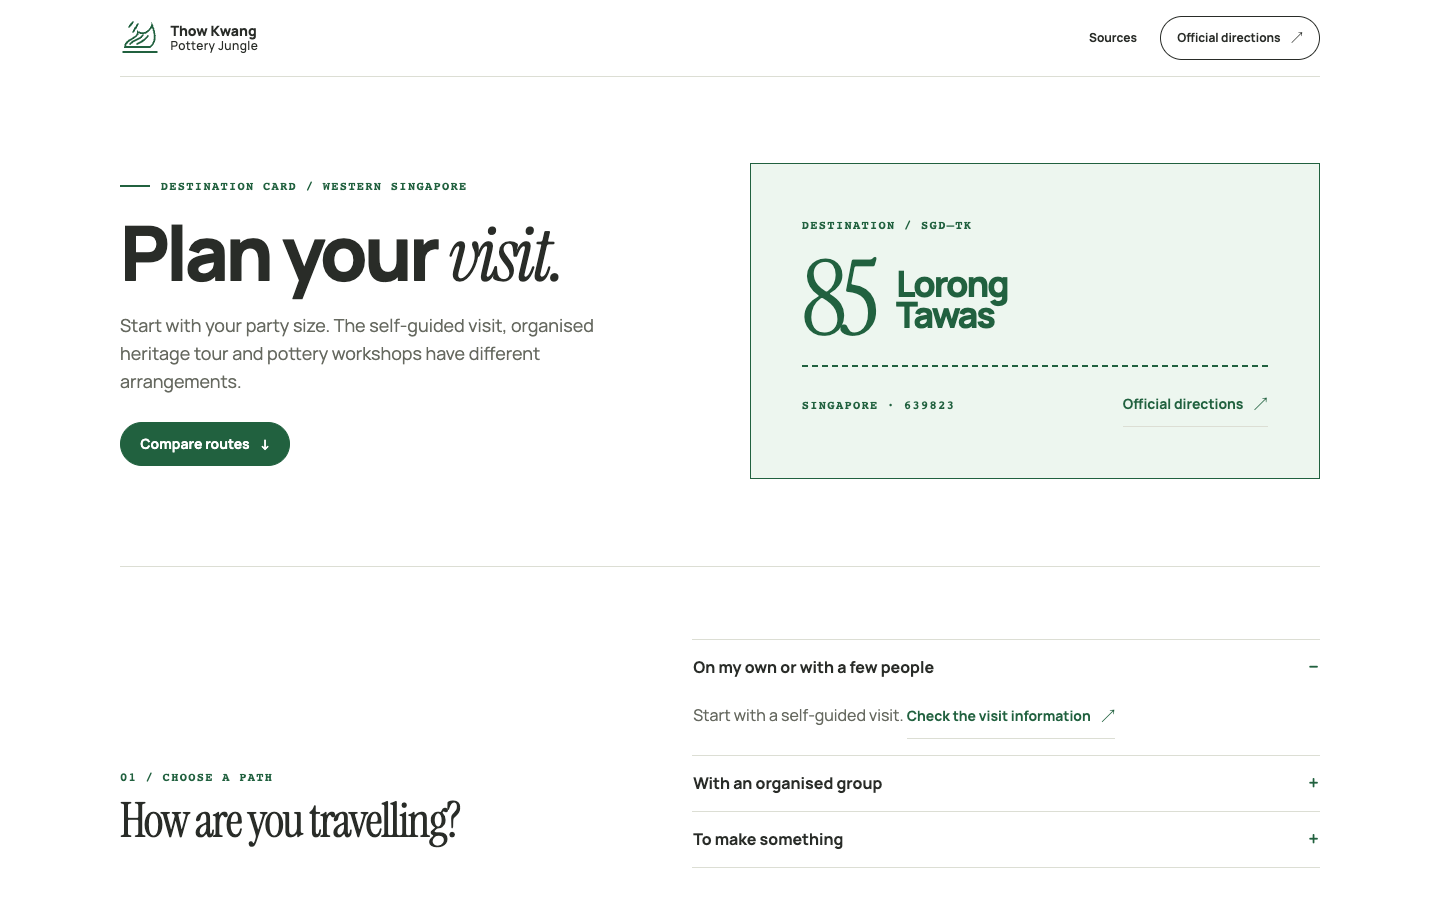 Thow Kwang
Pottery Jungle
Sources
Official directions ↗
DESTINATION CARD / WESTERN SINGAPORE
Plan your visit.
Start with your party size. The self-guided visit, organised
heritage tour and pottery workshops have different
arrangements.
Compare routes ↓
DESTINATION / SGD—TK
85 Lorong
Tawas
SINGAPORE · 639823
Official directions ↗
01 / CHOOSE A PATH
How are you travelling?
On my own or with a few people −
Start with a self-guided visit. Check the visit information ↗
With an organised group +
To make something +